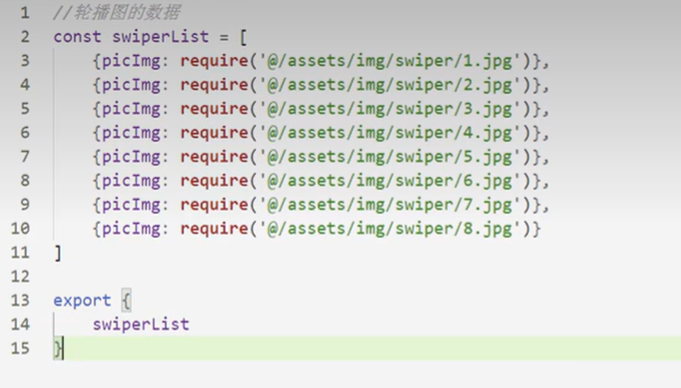 1 //轮播图的数据
2 const swiperList = [
3 {picImg: require('@/assets/img/swiper/1.jpg')},
4 {picImg: require('@/assets/img/swiper/2.jpg')},
5 {picImg: require('@/assets/img/swiper/3.jpg')},
6 {picImg: require('@/assets/img/swiper/4.jpg')},
7 {picImg: require('@/assets/img/swiper/5.jpg')},
8 {picImg: require('@/assets/img/swiper/6.jpg')},
9 {picImg: require('@/assets/img/swiper/7.jpg')},
10 {picImg: require('@/assets/img/swiper/8.jpg')}
11 ]
12
13 export {
14 swiperList
15 }